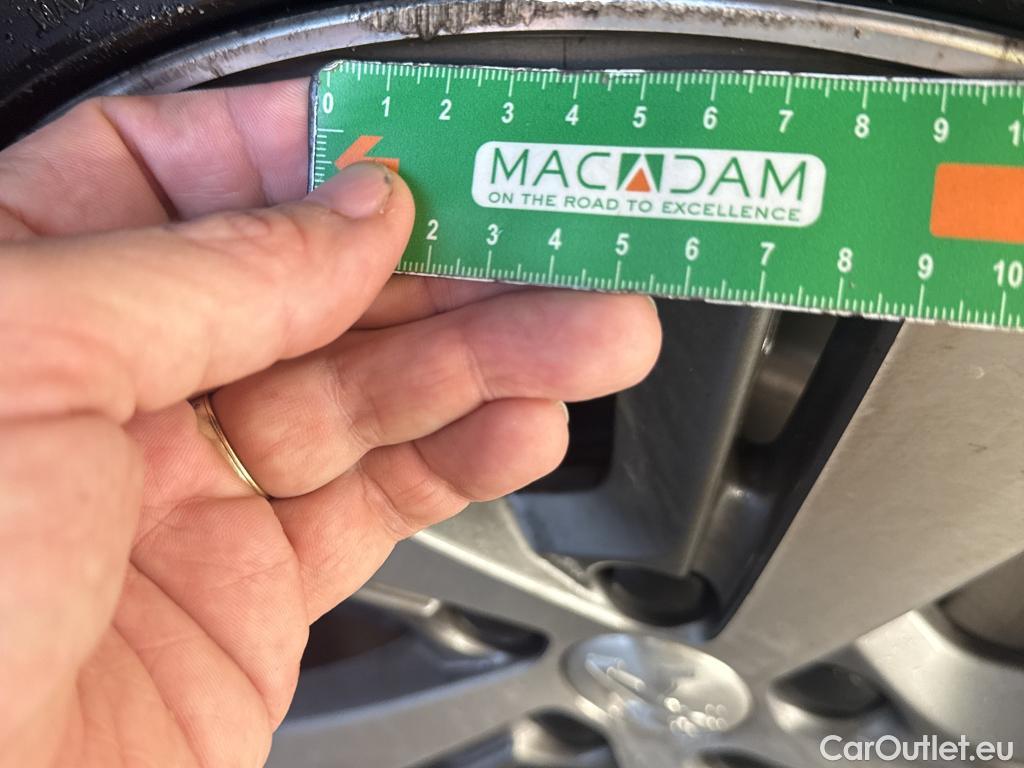 0 1 2 3 4 5 6 7 8 9
MACADAM
ON THE ROAD TO EXCELLENCE
2 3 4 5 6 7 8 9 10
CarOutlet.eu